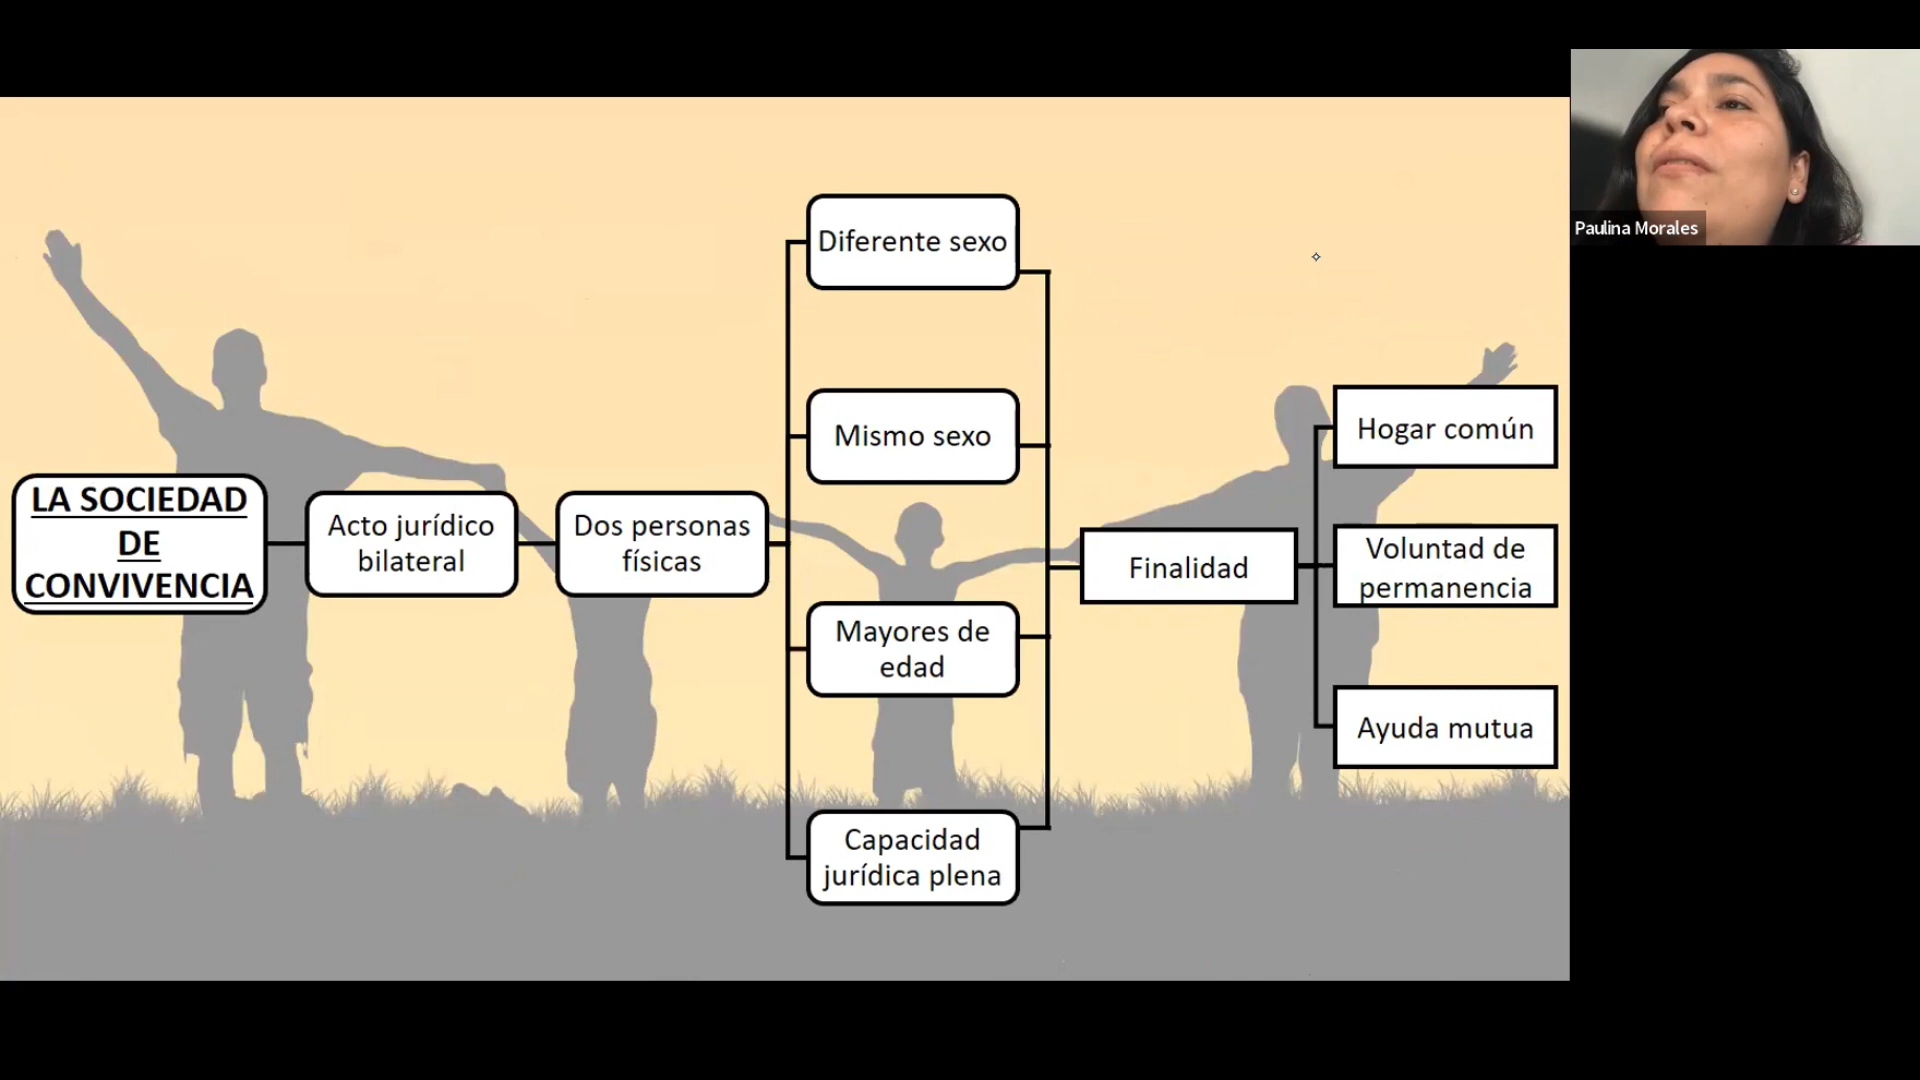 LA SOCIEDAD
DE
CONVIVENCIA
Acto jurídico
bilateral
Dos personas
físicas
Diferente sexo
Mismo sexo
Mayores de
edad
Capacidad
jurídica plena
Finalidad
Hogar común
Voluntad de
permanencia
Ayuda mutua
Paulina Morales